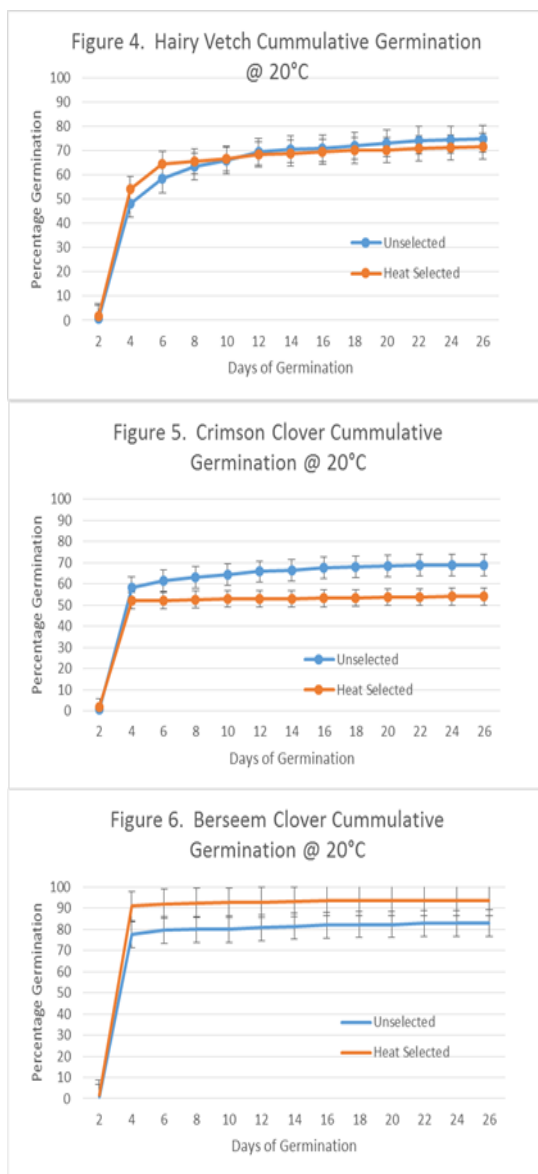 Figure 4. Hairy Vetch Cummulative Germination
@ 20°C
Percentage Germination
100
90
80
70
60
50
40
30
20
10
0
Unselected
Heat Selected
2 4 6 8 10 12 14 16 18 20 22 24 26
Days of Germination
Figure 5. Crimson Clover Cummulative
Germination @ 20°C
Percentage Germination
100
90
80
70
60
50
40
30
20
10
0
Unselected
Heat Selected
2 4 6 8 10 12 14 16 18 20 22 24 26
Days of Germination
Figure 6. Berseem Clover Cummulative
Germination @ 20°C
Percentage Germination
100
90
80
70
60
50
40
30
20
10
0
Unselected
Heat Selected
2 4 6 8 10 12 14 16 18 20 22 24 26
Days of Germination